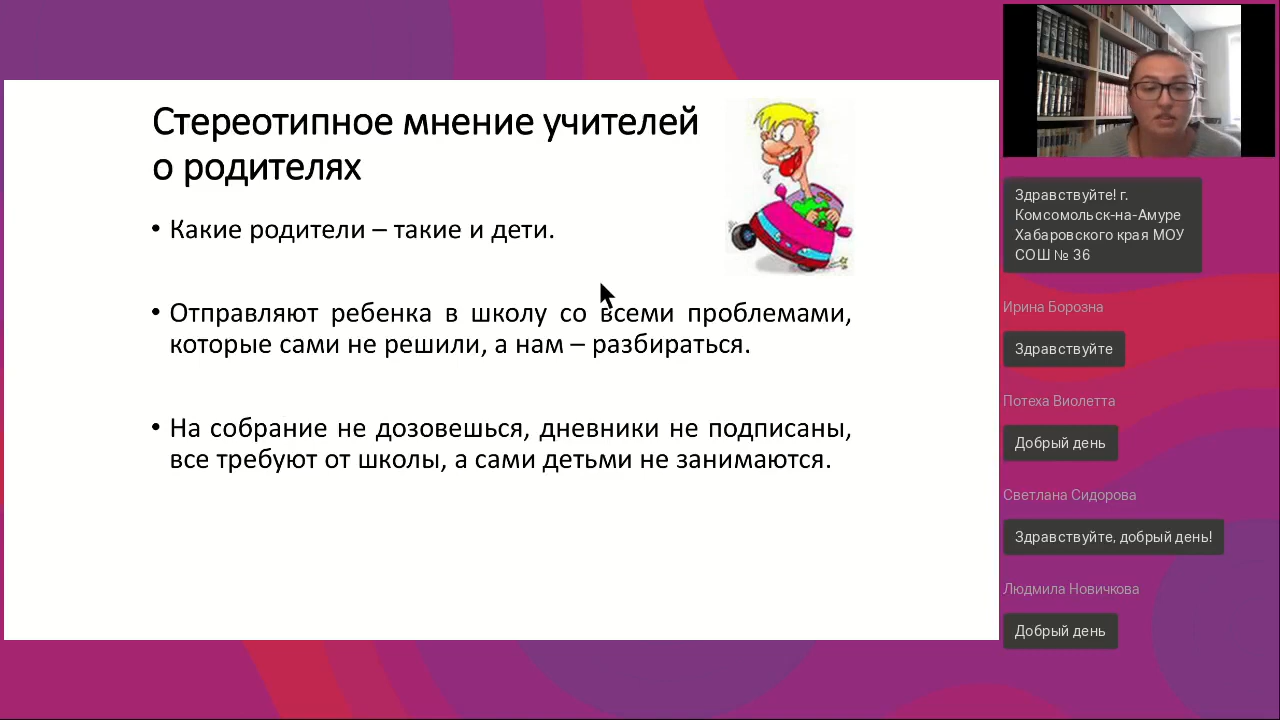 Стереотипное мнение учителей
о родителях
• Какие родители – такие и дети.
• Отправляют ребенка в школу со всеми проблемами,
которые сами не решили, а нам – разбираться.
• На собрание не дозовешься, дневники не подписаны,
все требуют от школы, а сами детьми не занимаются.
Здравствуйте! г.
Комсомольск-на-Амуре
Хабаровского края МОУ
СОШ № 36
Ирина Борозна
Здравствуйте
Потеха Виолетта
Добрый день
Светлана Сидорова
Здравствуйте, добрый день!
Людмила Новичкова
Добрый день